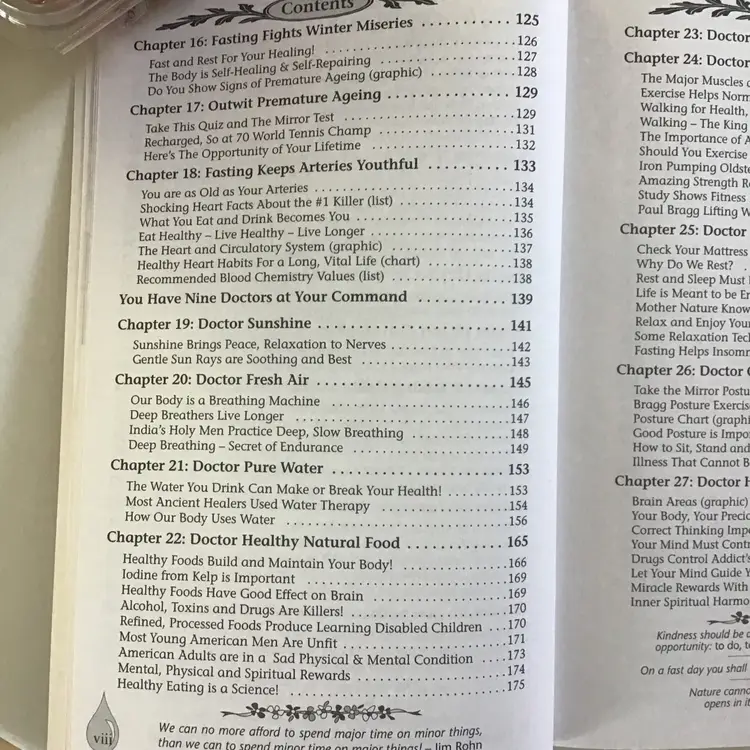 Contents
Chapter 16: Fasting Fights Winter Miseries .......... 125
Fast and Rest For Your Healing! .......... 126
The Body is Self-Healing & Self-Repairing .......... 127
Do You Show Signs of Premature Ageing (graphic) .......... 128
Chapter 17: Outwit Premature Ageing .......... 129
Take This Quiz and The Mirror Test .......... 129
Recharged, So at 70 World Tennis Champ .......... 131
Here's The Opportunity of Your Lifetime .......... 132
Chapter 18: Fasting Keeps Arteries Youthful .......... 133
You are as Old as Your Arteries .......... 134
Shocking Heart Facts About the #1 Killer (list) .......... 134
What You Eat and Drink Becomes You .......... 135
Eat Healthy – Live Healthy – Live Longer .......... 136
The Heart and Circulatory System (graphic) .......... 137
Healthy Heart Habits For a Long, Vital Life (chart) .......... 138
Recommended Blood Chemistry Values (list) .......... 138
You Have Nine Doctors at Your Command .......... 139
Chapter 19: Doctor Sunshine .......... 141
Sunshine Brings Peace, Relaxation to Nerves .......... 142
Gentle Sun Rays are Soothing and Best .......... 143
Chapter 20: Doctor Fresh Air .......... 145
Our Body is a Breathing Machine .......... 146
Deep Breathers Live Longer .......... 147
India's Holy Men Practice Deep, Slow Breathing .......... 148
Deep Breathing – Secret of Endurance .......... 149
Chapter 21: Doctor Pure Water .......... 153
The Water You Drink Can Make or Break Your Health! .......... 153
Most Ancient Healers Used Water Therapy .......... 154
How Our Body Uses Water .......... 156
Chapter 22: Doctor Healthy Natural Food .......... 165
Healthy Foods Build and Maintain Your Body! .......... 166
Iodine from Kelp is Important .......... 169
Healthy Foods Have Good Effect on Brain .......... 169
Alcohol, Toxins and Drugs Are Killers! .......... 170
Refined, Processed Foods Produce Learning Disabled Children .......... 170
Most Young American Men Are Unfit .......... 171
American Adults are in a Sad Physical & Mental Condition .......... 173
Mental, Physical and Spiritual Rewards .......... 174
Healthy Eating is a Science! .......... 175
We can no more afford to spend major time on minor things,
than we can to spend minor time on major things! – Jim Rohn
viii
Chapter 23: Doctor
Chapter 24: Doctor
The Major Muscles
Exercise Helps
Walking for Health,
Walking – The King
The Importance of
Should You Exercise
Iron Pumping
Amazing Strength
Study Shows Fitness
Paul Bragg Lifting
Chapter 25: Doctor
Check Your Mattress
Why Do We Rest? .
Rest and Sleep Must
Life is Meant to be
Mother Nature
Relax and Enjoy
Some Relaxation
Fasting Helps
Chapter 26: Doctor
Take the Mirror
Bragg Posture
Posture Chart
Good Posture is
How to Sit, Stand and
Illness That Cannot
Chapter 27: Doctor
Brain Areas (graphic)
Your Body, Your
Correct Thinking
Your Mind Must
Drugs Control Addict's
Let Your Mind Guide
Miracle Rewards With
Inner Spiritual
Kindness should be
opportunity: to do,
On a fast day you shall
Nature
opens in